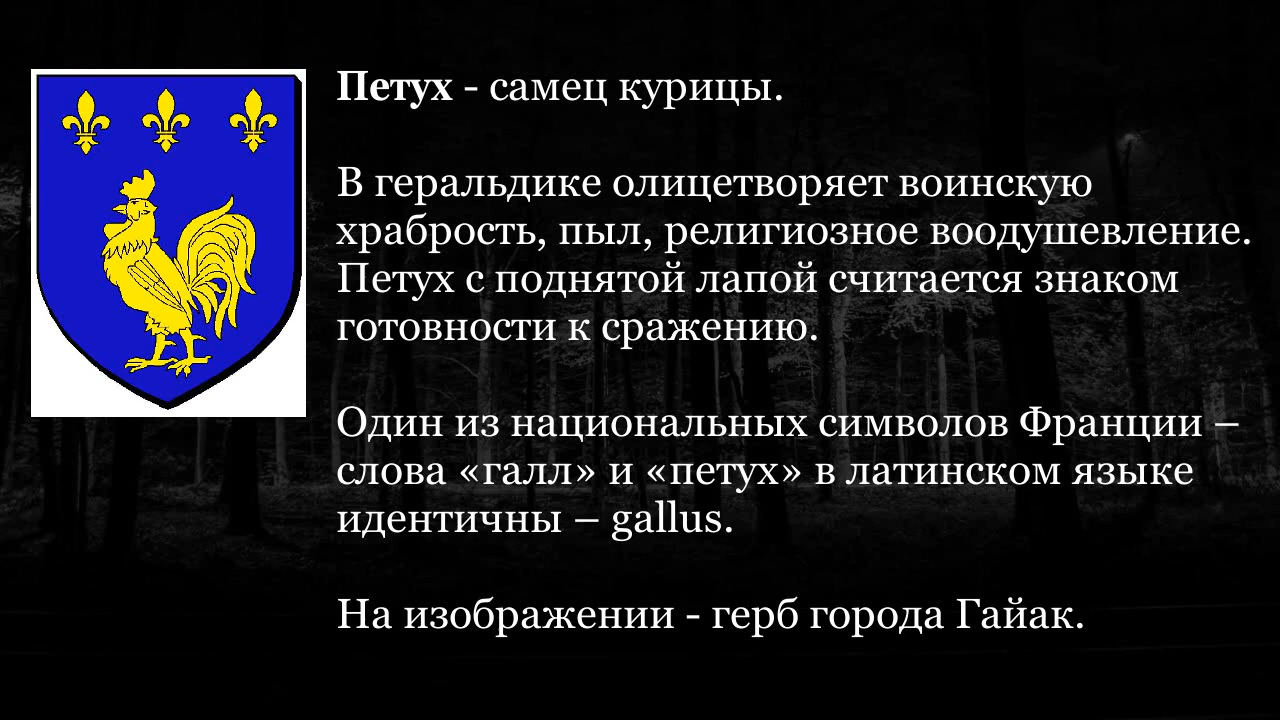 Петух - самец курицы.
В геральдике олицетворяет воинскую
храбрость, пыл, религиозное воодушевление.
Петух с поднятой лапой считается знаком
готовности к сражению.
Один из национальных символов Франции –
слова «галл» и «петух» в латинском языке
идентичны – gallus.
На изображении - герб города Гайак.